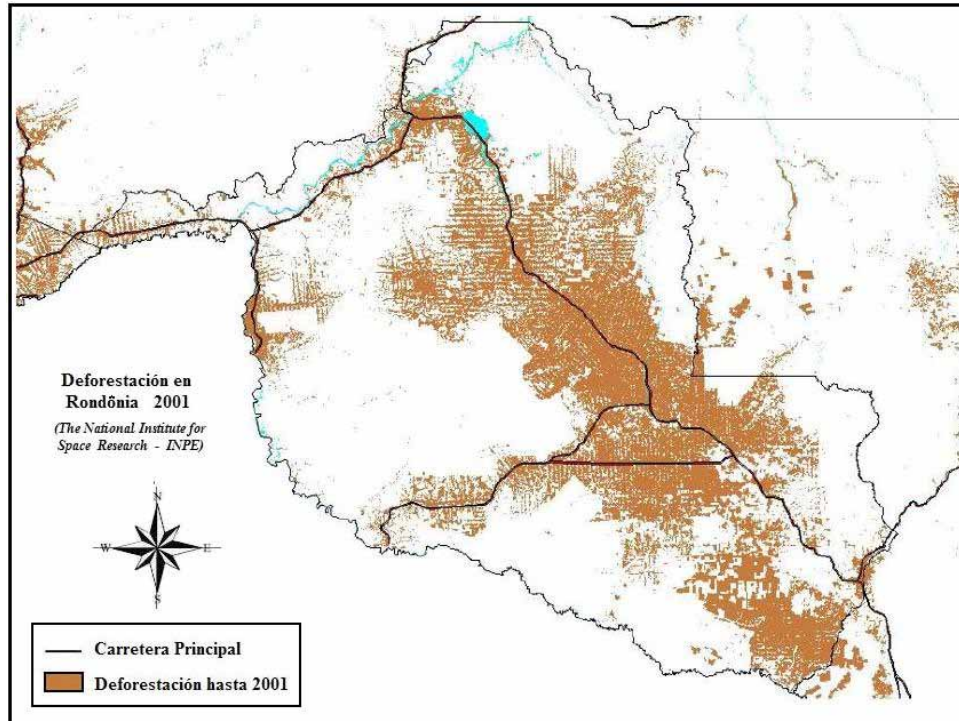 Deforestación en
Rondônia 2001
(The National Institute for
Space Research - INPE)
N
W E
S
Carretera Principal
Deforestación hasta 2001